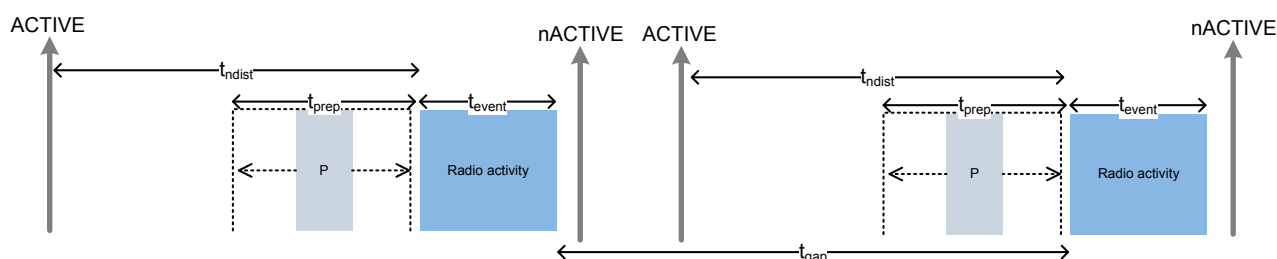 ACTIVE
nACTIVE
ACTIVE
nACTIVE
tndist
tndist
tprep
tevent
tprep
tevent
P
Radio activity
P
Radio activity
tgap